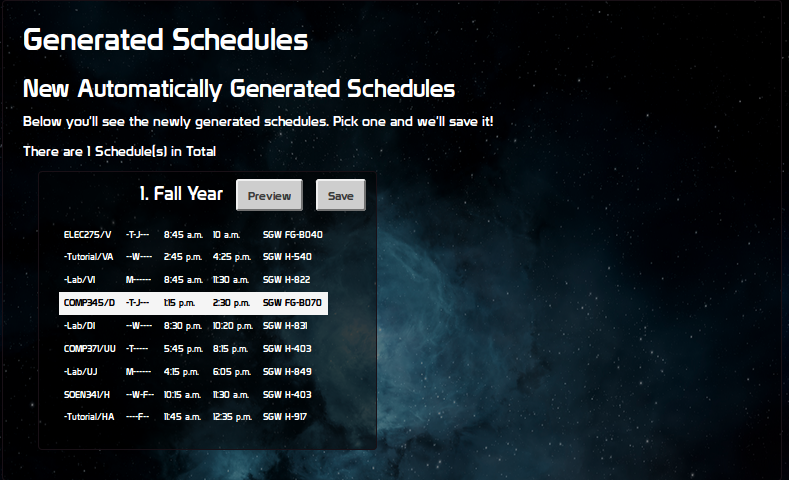 Generated Schedules
New Automatically Generated Schedules
Below you'll see the newly generated schedules. Pick one and we'll save it!
There are 1 Schedule(s) in Total
1. Fall Year Preview Save
ELEC275/V -T-J--- 8:45 a.m. 10 a.m. SGW FG-B040
-Tutorial/VA --W---- 2:45 p.m. 4:25 p.m. SGW H-540
-Lab/VI M------ 8:45 a.m. 11:30 a.m. SGW H-822
COMP345/D -T-J--- 1:15 p.m. 2:30 p.m. SGW FG-B070
-Lab/DI --W---- 8:30 p.m. 10:20 p.m. SGW H-831
COMP371/UU -T----- 5:45 p.m. 8:15 p.m. SGW H-403
-Lab/UJ M------ 4:15 p.m. 6:05 p.m. SGW H-849
SOEN341/H --W-F-- 10:15 a.m. 11:30 a.m. SGW H-403
-Tutorial/HA ----F-- 11:45 a.m. 12:35 p.m. SGW H-917